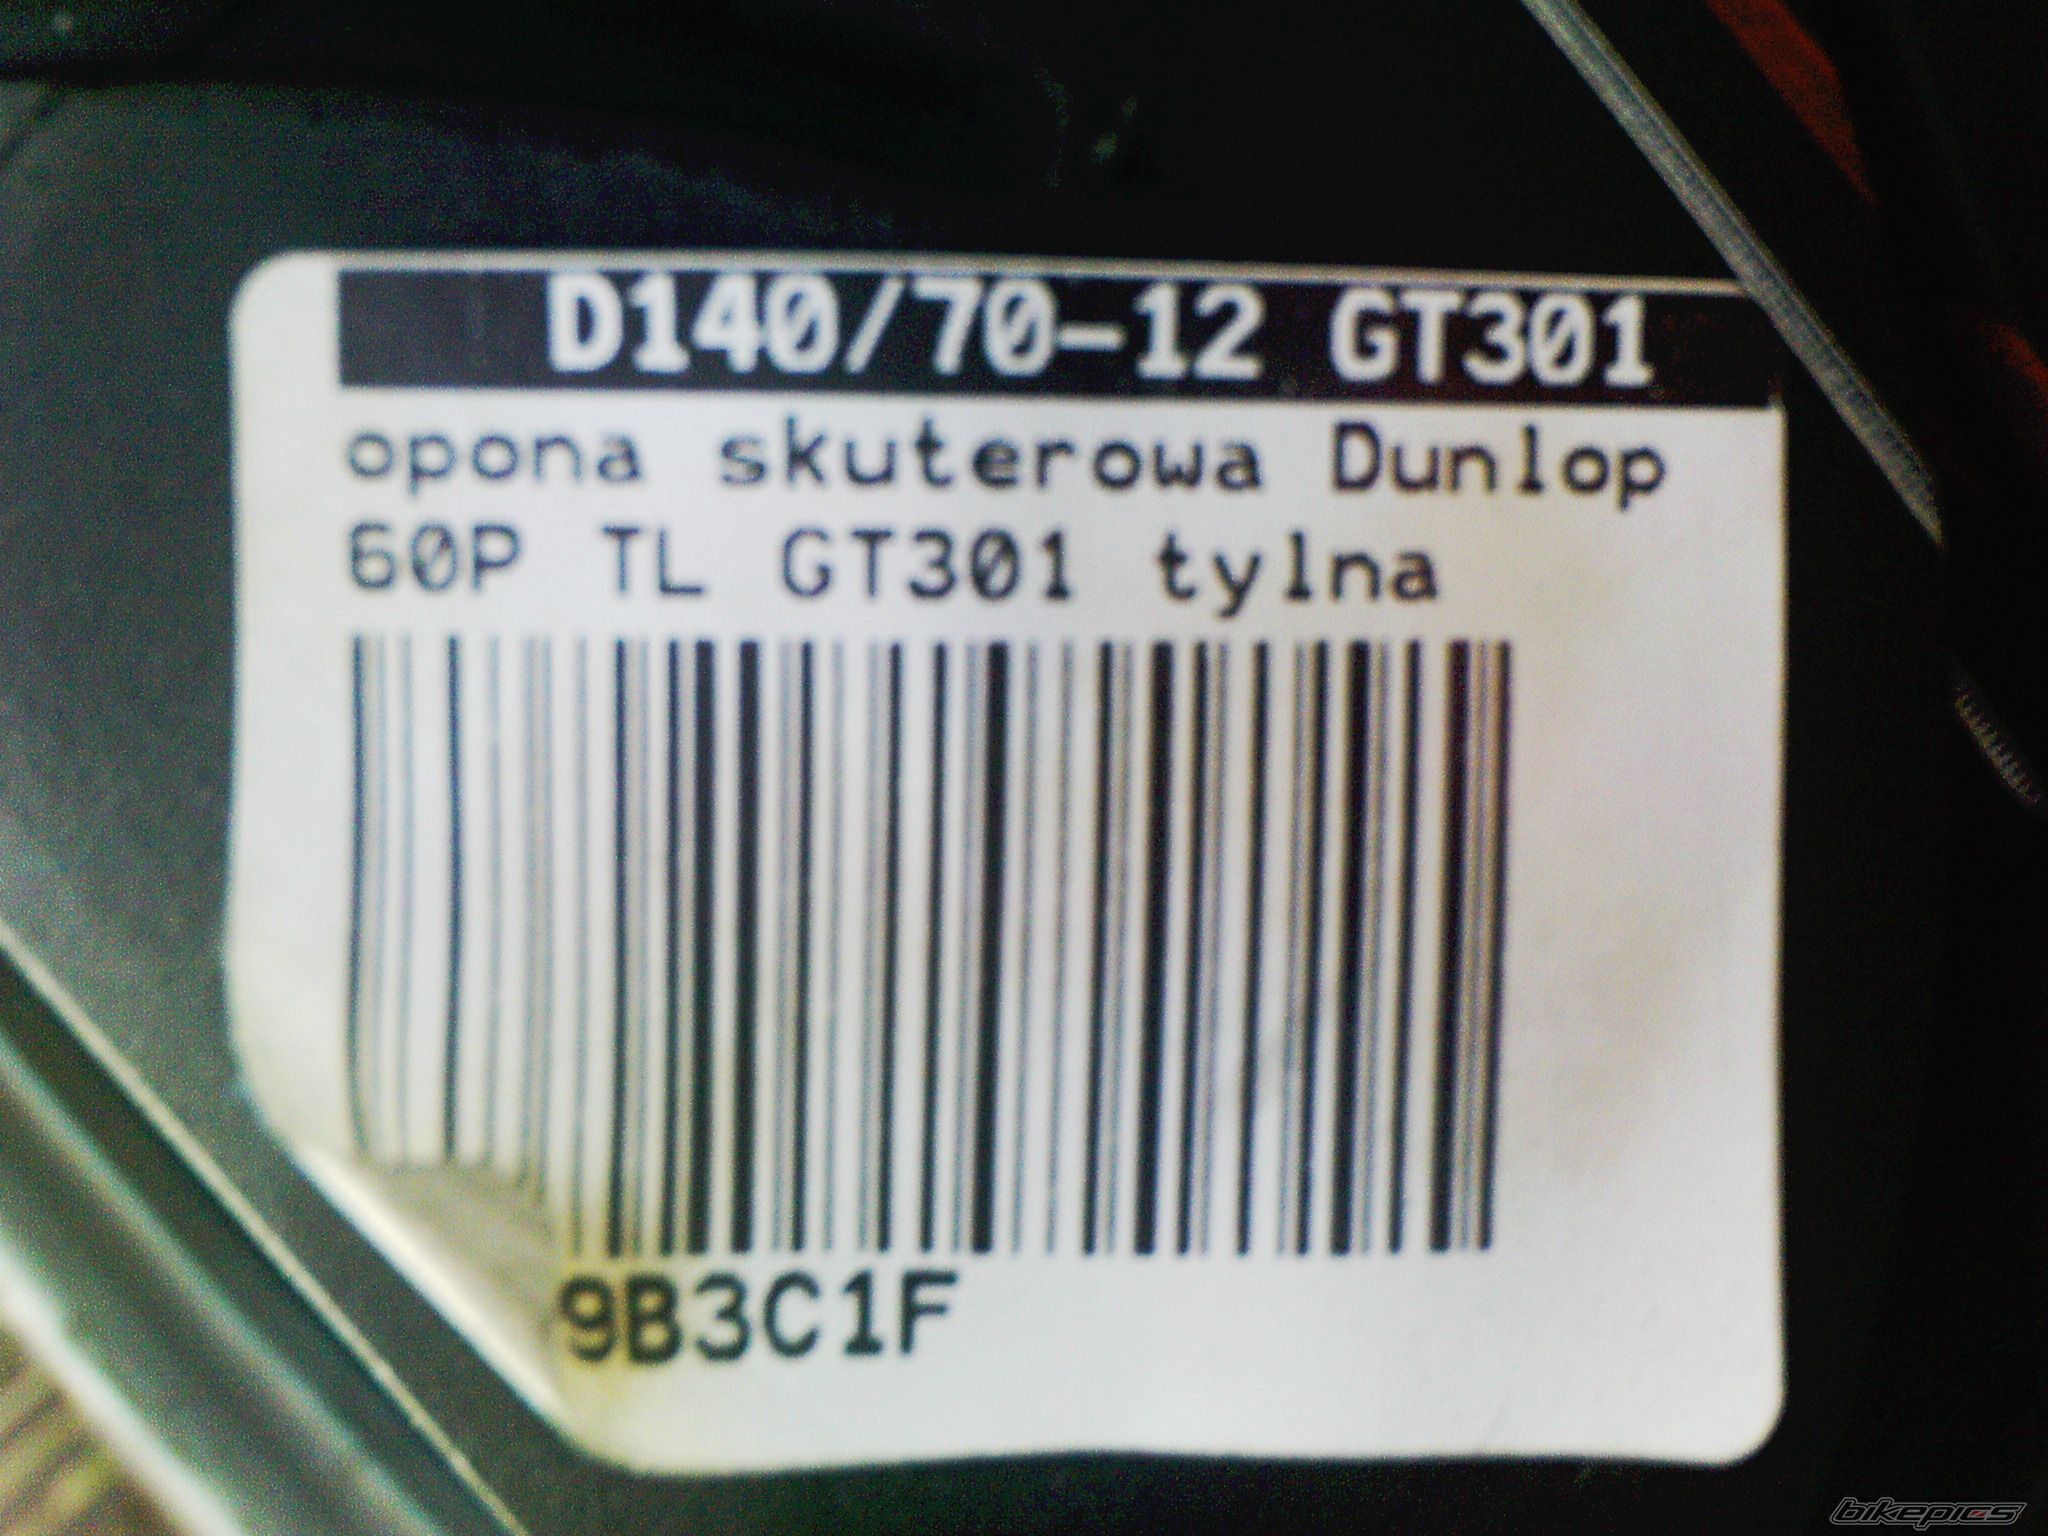 D140/70-12 GT301
opona skuterowa Dunlop
60P TL GT301 tylna
9B3C1F
bikepics